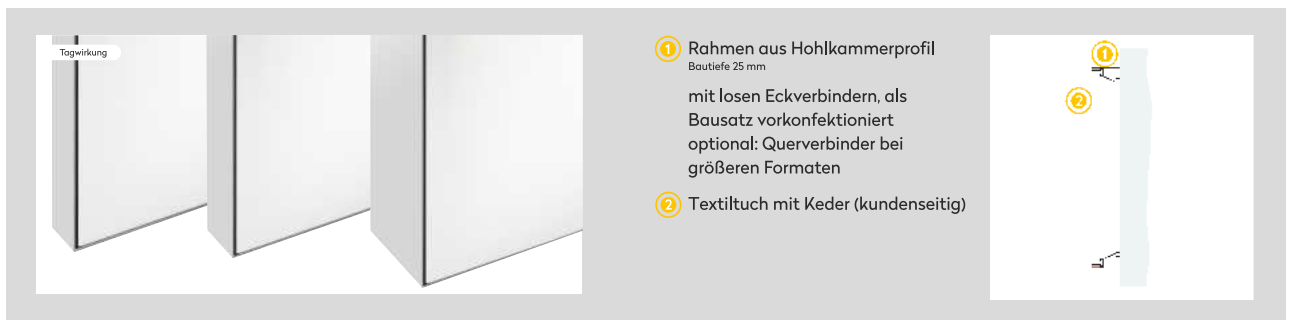 Tagwirkung
1 Rahmen aus Hohlkammerprofil
Bautiefe 25 mm
mit losen Eckverbindern, als
Bausatz vorkonfektioniert
optional: Querverbinder bei
größeren Formaten
2 Textiltuch mit Keder (kundenseitig)
1
2